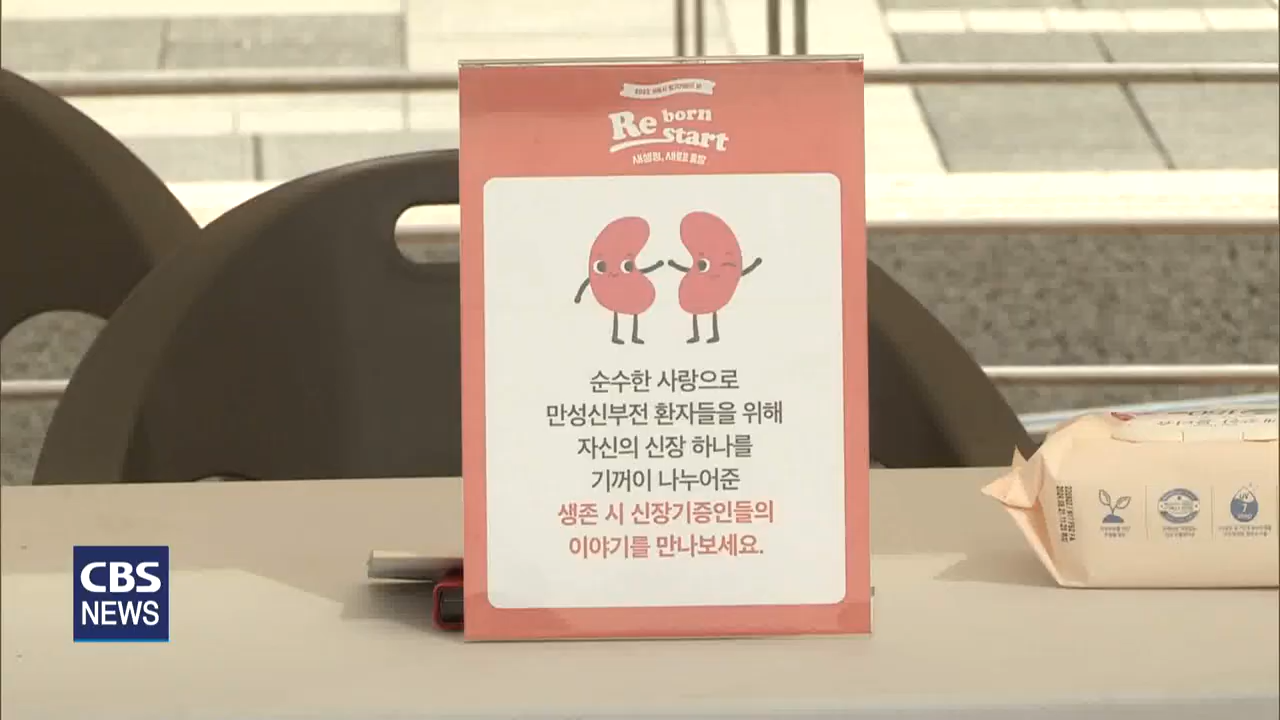 Re born
start
새생명, 새로운 출발
순수한 사랑으로
만성신부전 환자들을 위해
자신의 신장 하나를
기꺼이 나누어준
생존 시 신장기증인들의
이야기를 만나보세요.
CBS
NEWS
UV
7